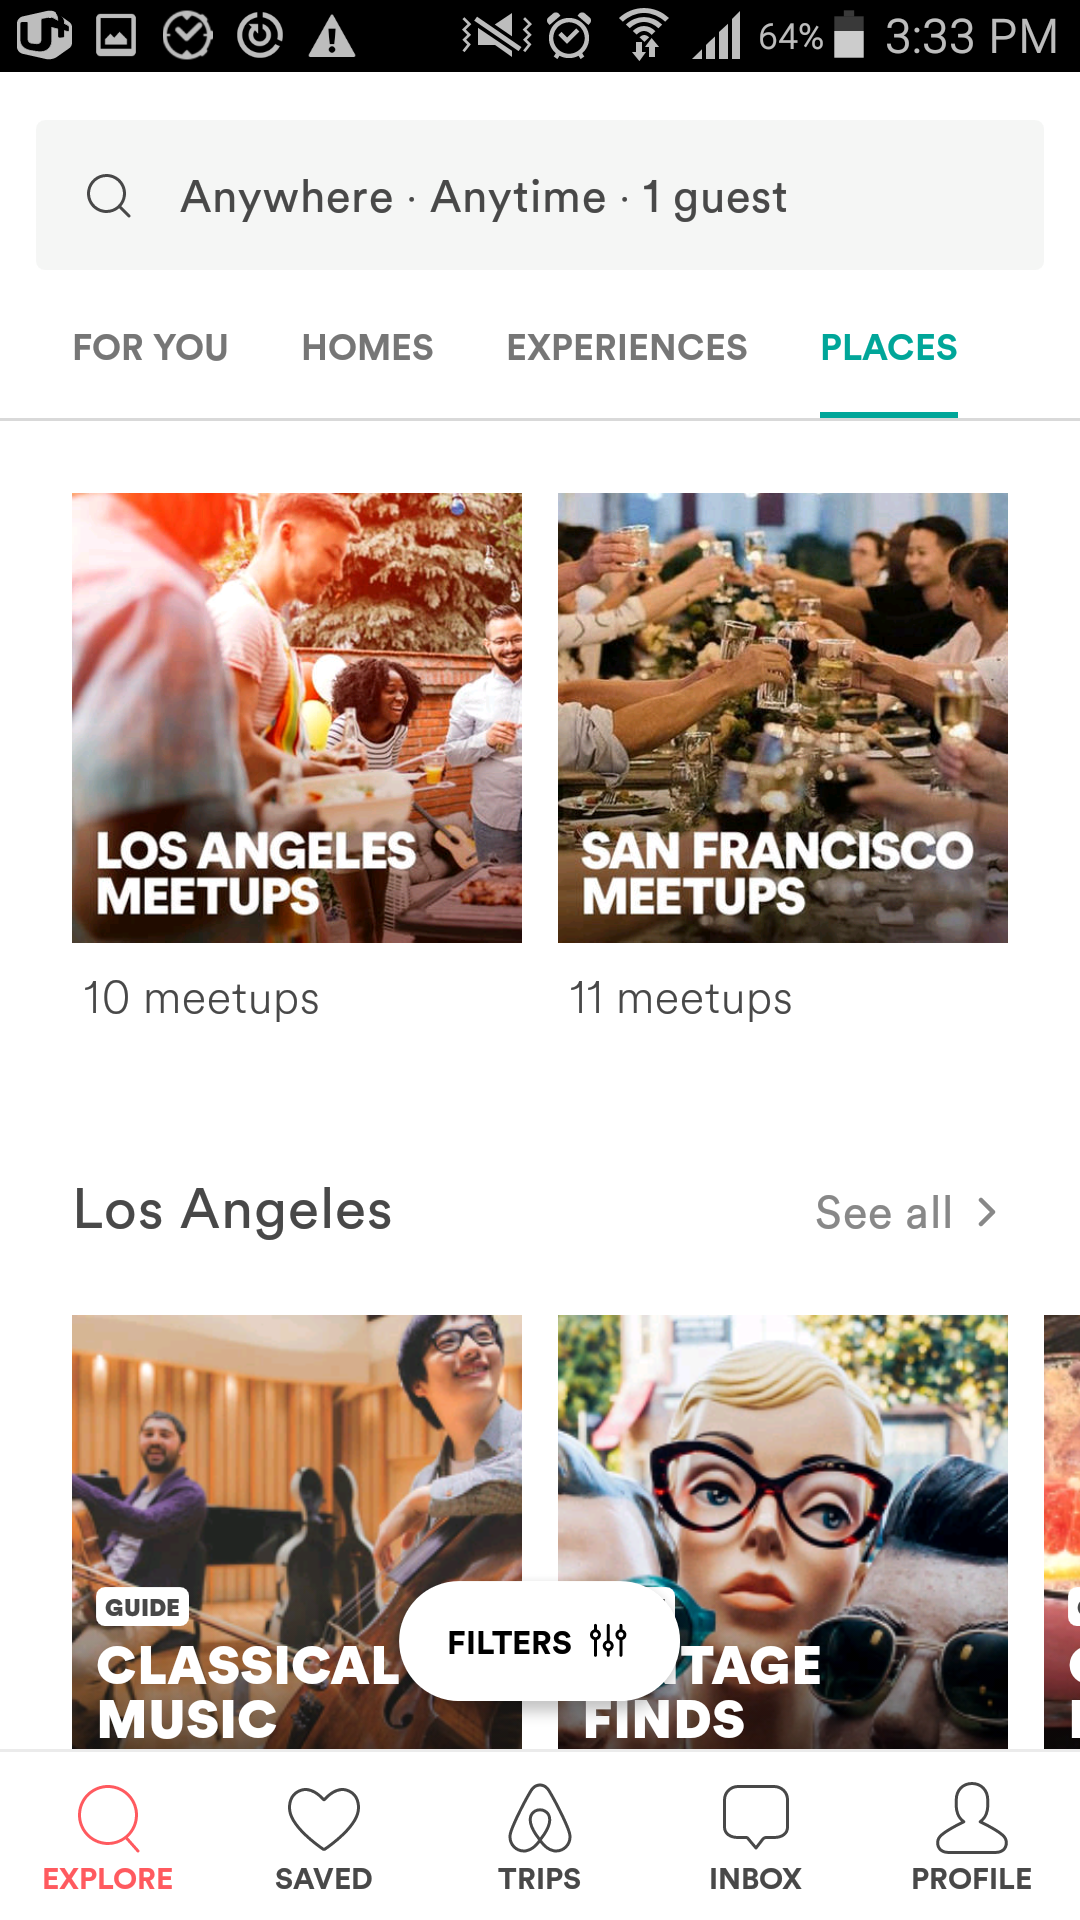 64% 3:33 PM
Anywhere · Anytime · 1 guest
FOR YOU HOMES EXPERIENCES PLACES
LOS ANGELES
MEETUPS
SAN FRANCISCO
MEETUPS
10 meetups
11 meetups
Los Angeles
See all
GUIDE
CLASSICAL
MUSIC
TAGE
FINDS
FILTERS
EXPLORE SAVED TRIPS INBOX PROFILE